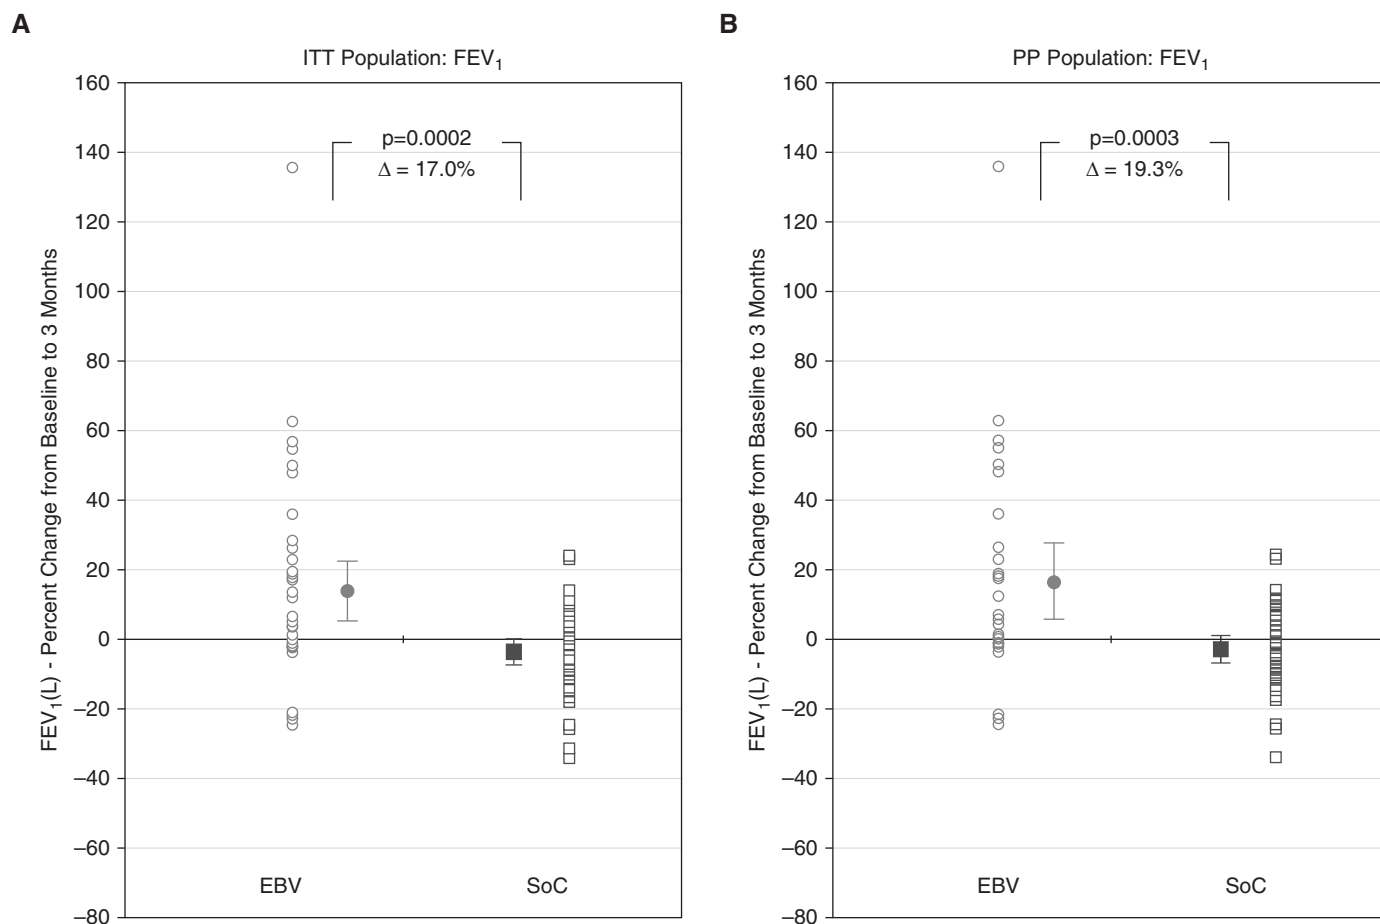 A
ITT Population: FEV1
160
140
120
100
80
60
40
20
0
–20
–40
–60
–80
FEV1(L) - Percent Change from Baseline to 3 Months
p=0.0002
Δ = 17.0%
EBV
SoC
B
PP Population: FEV1
160
140
120
100
80
60
40
20
0
–20
–40
–60
–80
FEV1(L) - Percent Change from Baseline to 3 Months
p=0.0003
Δ = 19.3%
EBV
SoC